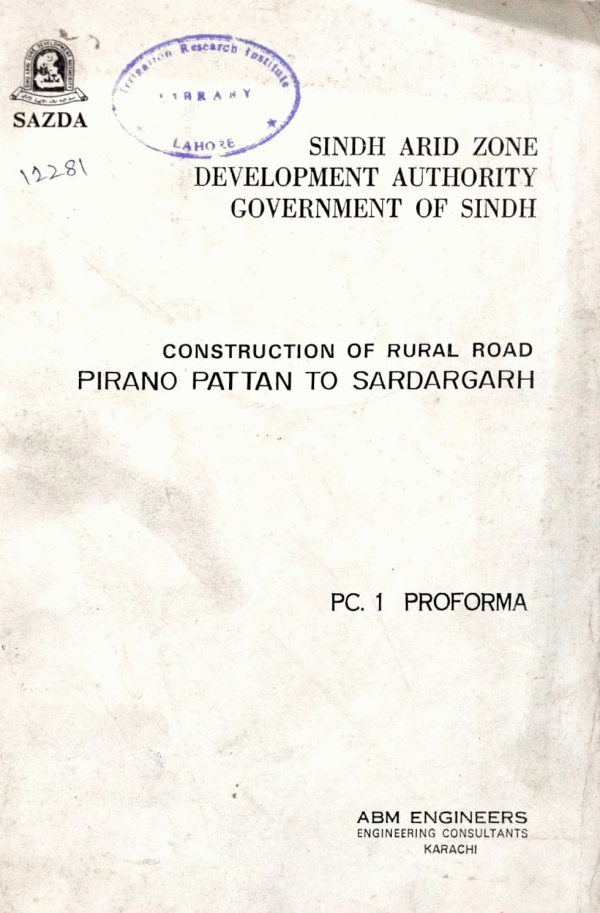 SAZDA
Irrigation Research Institute
LIBRARY
LAHORE
12281
SINDH ARID ZONE
DEVELOPMENT AUTHORITY
GOVERNMENT OF SINDH
CONSTRUCTION OF RURAL ROAD
PIRANO PATTAN TO SARDARGARH
PC. 1 PROFORMA
ABM ENGINEERS
ENGINEERING CONSULTANTS
KARACHI